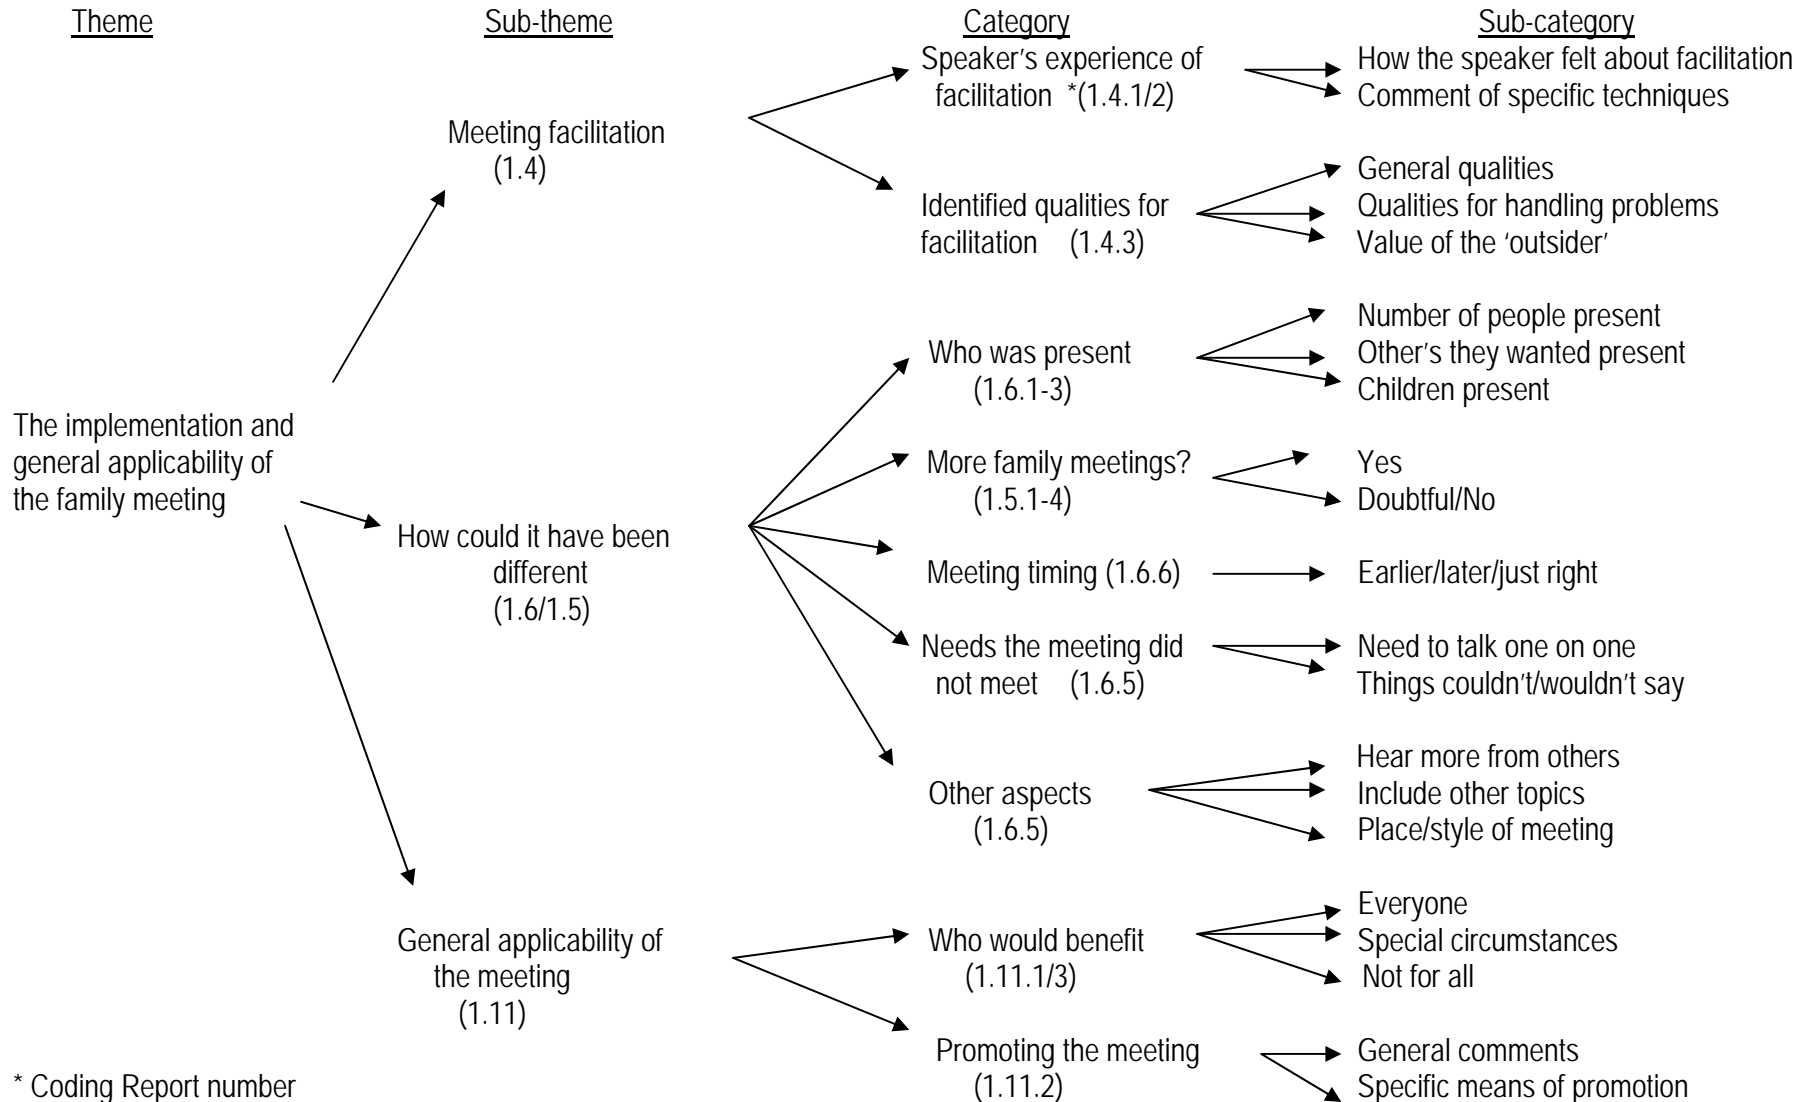 Theme
Sub-theme
Category
Sub-category
Speaker's experience of
facilitation *(1.4.1/2)
How the speaker felt about facilitation
Comment of specific techniques
Meeting facilitation
(1.4)
Identified qualities for
facilitation (1.4.3)
General qualities
Qualities for handling problems
Value of the ‘outsider’
Who was present
(1.6.1-3)
Number of people present
Other's they wanted present
Children present
The implementation and
general applicability of
the family meeting
More family meetings?
(1.5.1-4)
Yes
Doubtful/No
How could it have been
different
(1.6/1.5)
Meeting timing (1.6.6)
Earlier/later/just right
Needs the meeting did
not meet (1.6.5)
Need to talk one on one
Things couldn't/wouldn't say
Other aspects
(1.6.5)
Hear more from others
Include other topics
Place/style of meeting
General applicability of
the meeting
(1.11)
Who would benefit
(1.11.1/3)
Everyone
Special circumstances
Not for all
Promoting the meeting
(1.11.2)
General comments
Specific means of promotion
* Coding Report number